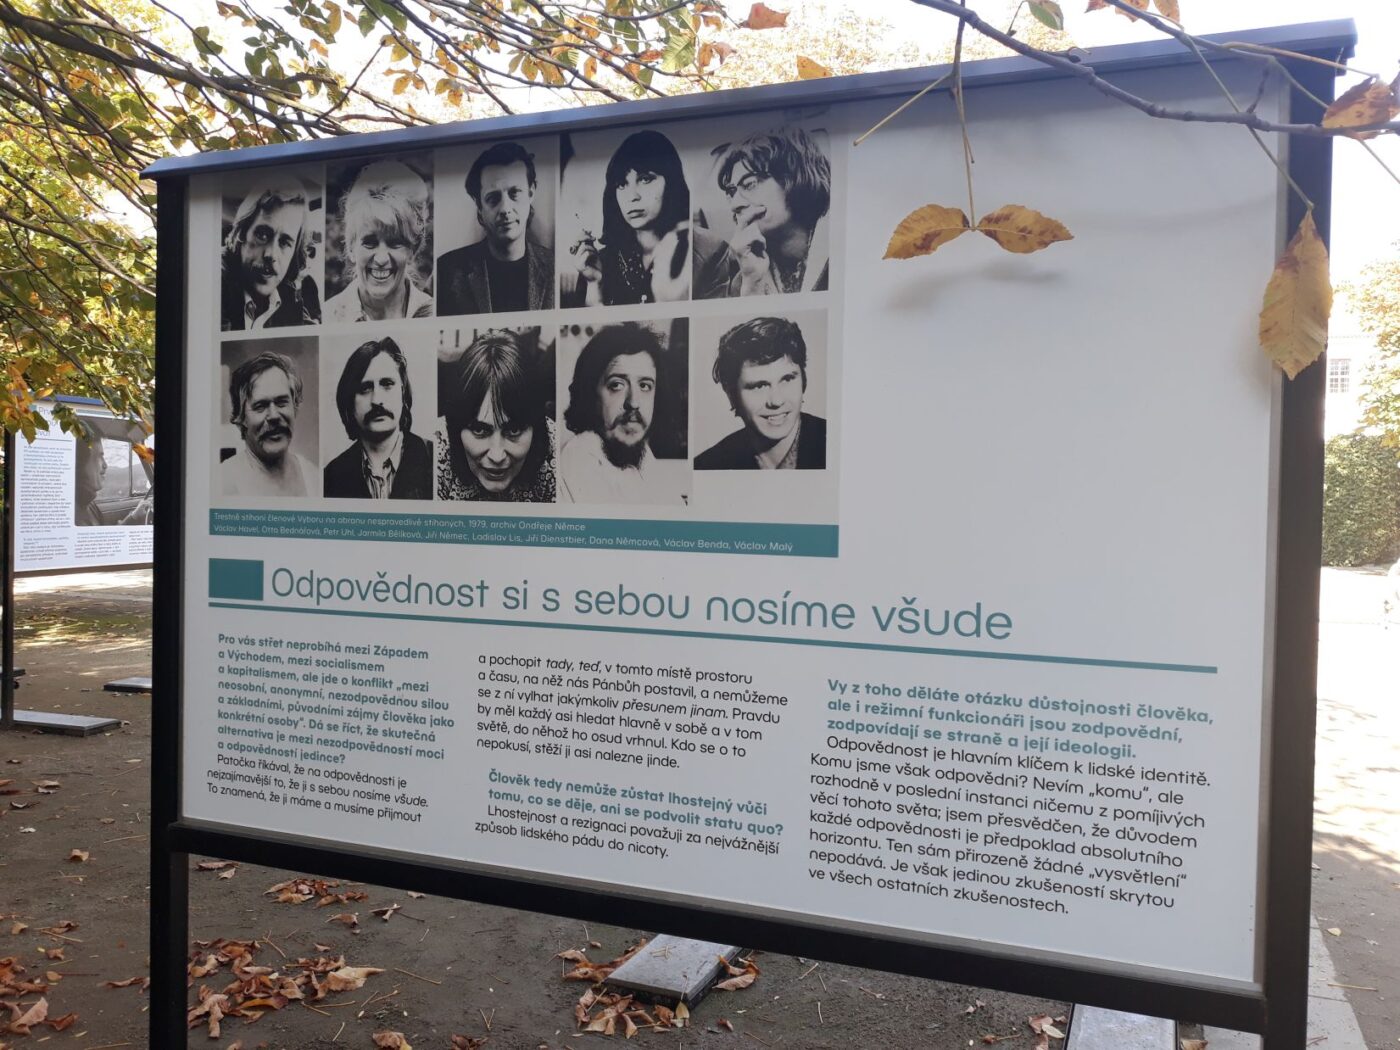 Trestně stíhaní členové Výboru na obranu nespravedlivě stíhaných, 1979, archiv Ondřeje Němce
Václav Havel, Otta Bednářová, Petr Uhl, Jarmila Bělíková, Jiří Němec, Ladislav Lis, Jiří Dienstbier, Dana Němcová, Václav Benda, Václav Malý
Odpovědnost si s sebou nosíme všude
Pro vás střet neprobíhá mezi Západem
a Východem, mezi socialismem
a kapitalismem, ale jde o konflikt „mezi
neosobní, anonymní, nezodpovědnou silou
a základními, původními zájmy člověka jako
konkrétní osoby“. Dá se říct, že skutečná
alternativa je mezi nezodpovědností moci
a odpovědností jedince?
Patočka říkával, že na odpovědnosti je
nejzajímavější to, že ji s sebou nosíme všude.
To znamená, že ji máme a musíme přijmout
a pochopit tady, teď, v tomto místě prostoru
a času, na něž nás Pánbůh postavil, a nemůžeme
se z ní vylhat jakýmkoliv přesunem jinam. Pravdu
by měl každý asi hledat hlavně v sobě a v tom
světě, do něhož ho osud vrhnul. Kdo se o to
nepokusí, stěží ji asi nalezne jinde.
Člověk tedy nemůže zůstat lhostejný vůči
tomu, co se děje, ani se podvolit statu quo?
Lhostejnost a rezignaci považuji za nejvážnější
způsob lidského pádu do nicoty.
Vy z toho děláte otázku důstojnosti člověka,
ale i režimní funkcionáři jsou zodpovědní,
zodpovídají se straně a její ideologii.
Odpovědnost je hlavním klíčem k lidské identitě.
Komu jsme však odpovědni? Nevím „komu“, ale
rozhodně v poslední instanci ničemu z pomíjivých
věcí tohoto světa; jsem přesvědčen, že důvodem
každé odpovědnosti je předpoklad absolutního
horizontu. Ten sám přirozeně žádné „vysvětlení“
nepodává. Je však jedinou zkušeností skrytou
ve všech ostatních zkušenostech.